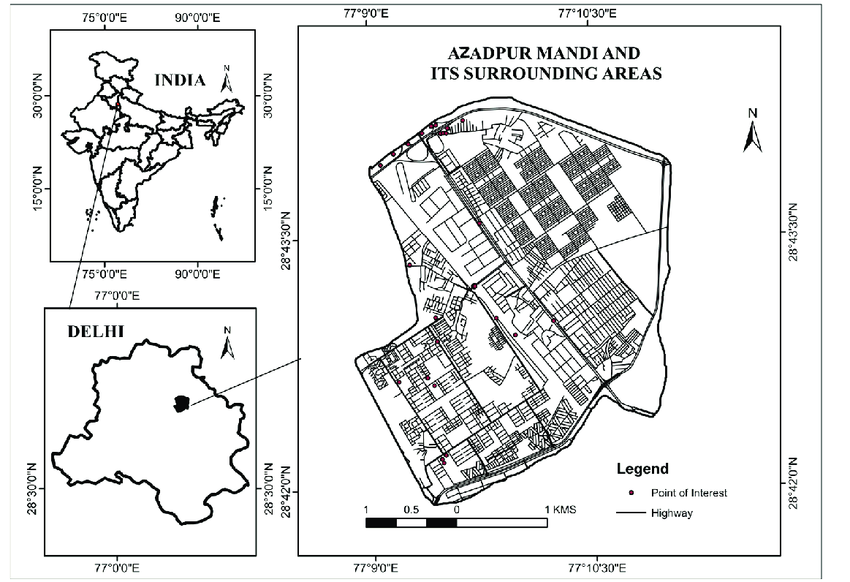 75°0'0"E 90°0'0"E
77°9'0"E 77°10'30"E
INDIA
N
30°0'0"N
30°0'0"N
15°0'0"N
15°0'0"N
75°0'0"E 90°0'0"E
77°0'0"E
DELHI
N
28°30'0"N
28°30'0"N
77°0'0"E
AZADPUR MANDI AND
ITS SURROUNDING AREAS
N
28°43'30"N
28°43'30"N
28°42'0"N
28°42'0"N
Legend
Point of Interest
Highway
1 0.5 0 1 KMS
77°9'0"E 77°10'30"E